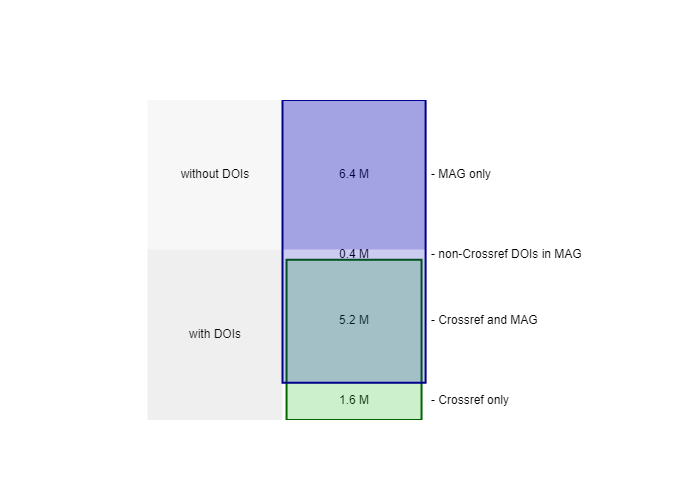 without DOIs
6.4 M
- MAG only
0.4 M
- non-Crossref DOIs in MAG
with DOIs
5.2 M
- Crossref and MAG
1.6 M
- Crossref only